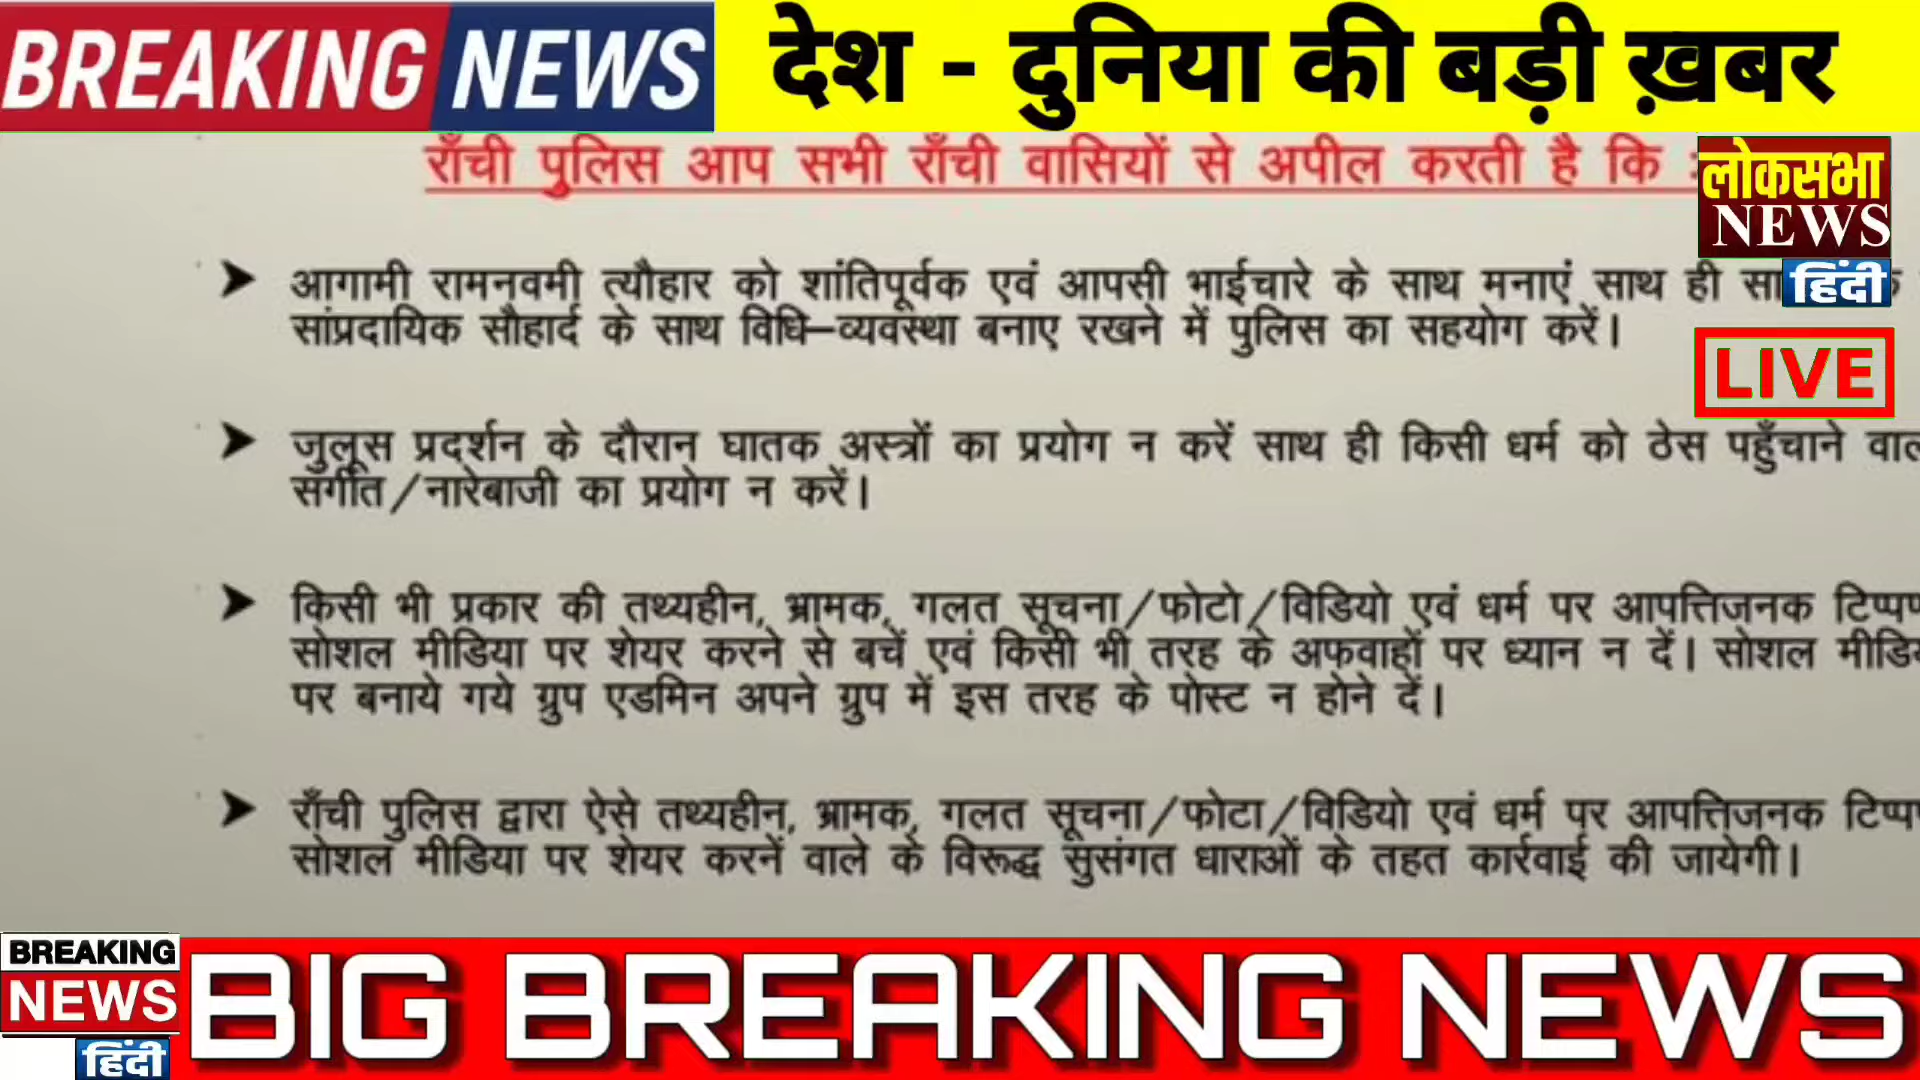 BREAKING NEWS देश - दुनिया की बड़ी ख़बर
राँची पुलिस आप सभी राँची वासियों से अपील करती है कि
लोकसभा
NEWS
हिंदी
LIVE
➤ आगामी रामनवमी त्यौहार को शांतिपूर्वक एवं आपसी भाईचारे के साथ मनाएं साथ ही
सांप्रदायिक सौहार्द के साथ विधि–व्यवस्था बनाए रखने में पुलिस का सहयोग करें।
➤ जुलूस प्रदर्शन के दौरान घातक अस्त्रों का प्रयोग न करें साथ ही किसी धर्म को ठेस पहुँचाने
संगीत/नारेबाजी का प्रयोग न करें।
➤ किसी भी प्रकार की तथ्यहीन, भ्रामक, गलत सूचना/फोटो/विडियो एवं धर्म पर आपत्तिजनक
सोशल मीडिया पर शेयर करने से बचें एवं किसी भी तरह के अफवाहों पर ध्यान न दें। सोशल
पर बनाये गये ग्रुप एडमिन अपने ग्रुप में इस तरह के पोस्ट न होने दें।
➤ राँची पुलिस द्वारा ऐसे तथ्यहीन, भ्रामक, गलत सूचना/फोटा/विडियो एवं धर्म पर आपत्तिजनक
सोशल मीडिया पर शेयर करनें वाले के विरूद्ध सुसंगत धाराओं के तहत कार्रवाई की जायेगी।
BREAKING
NEWS
हिंदी
BIG BREAKING NEWS